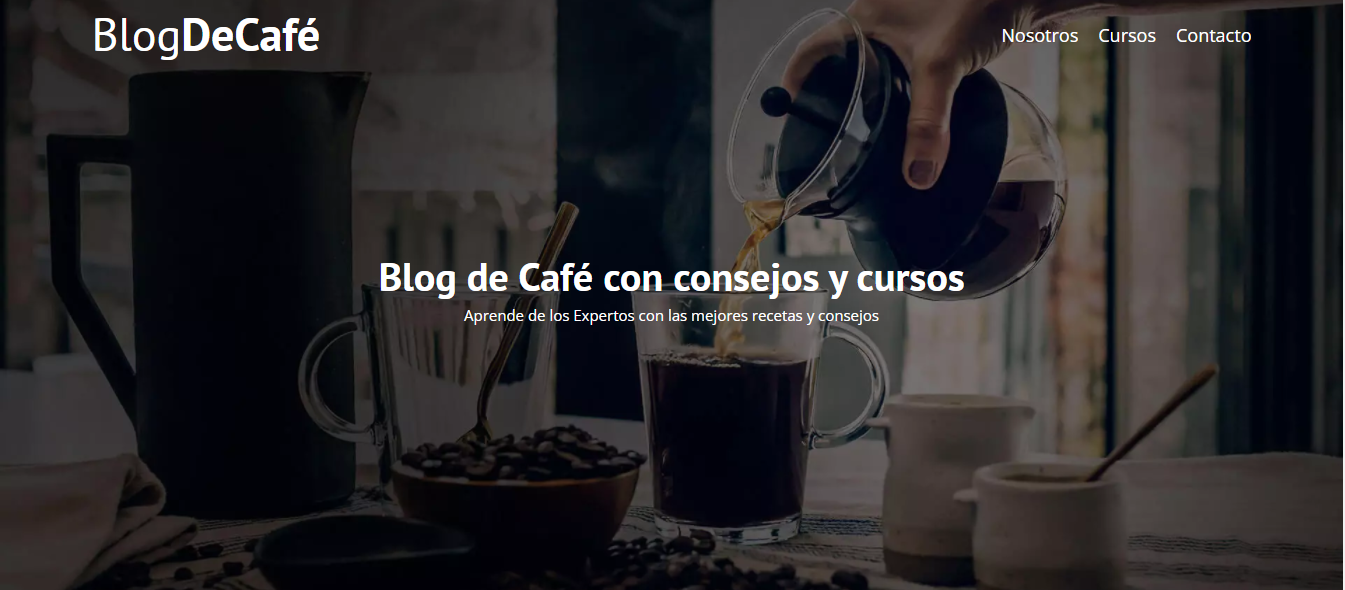 BlogDeCafé
Nosotros Cursos Contacto
Blog de Café con consejos y cursos
Aprende de los Expertos con las mejores recetas y consejos